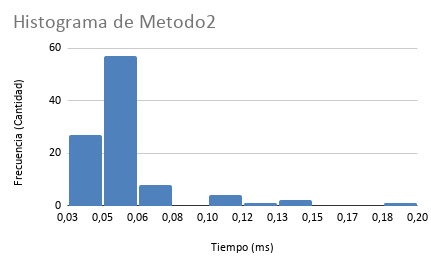 Histograma de Metodo2
Frecuencia (Cantidad)
60
40
20
0
0,03 0,05 0,06 0,08 0,10 0,12 0,13 0,15 0,17 0,18 0,20
Tiempo (ms)